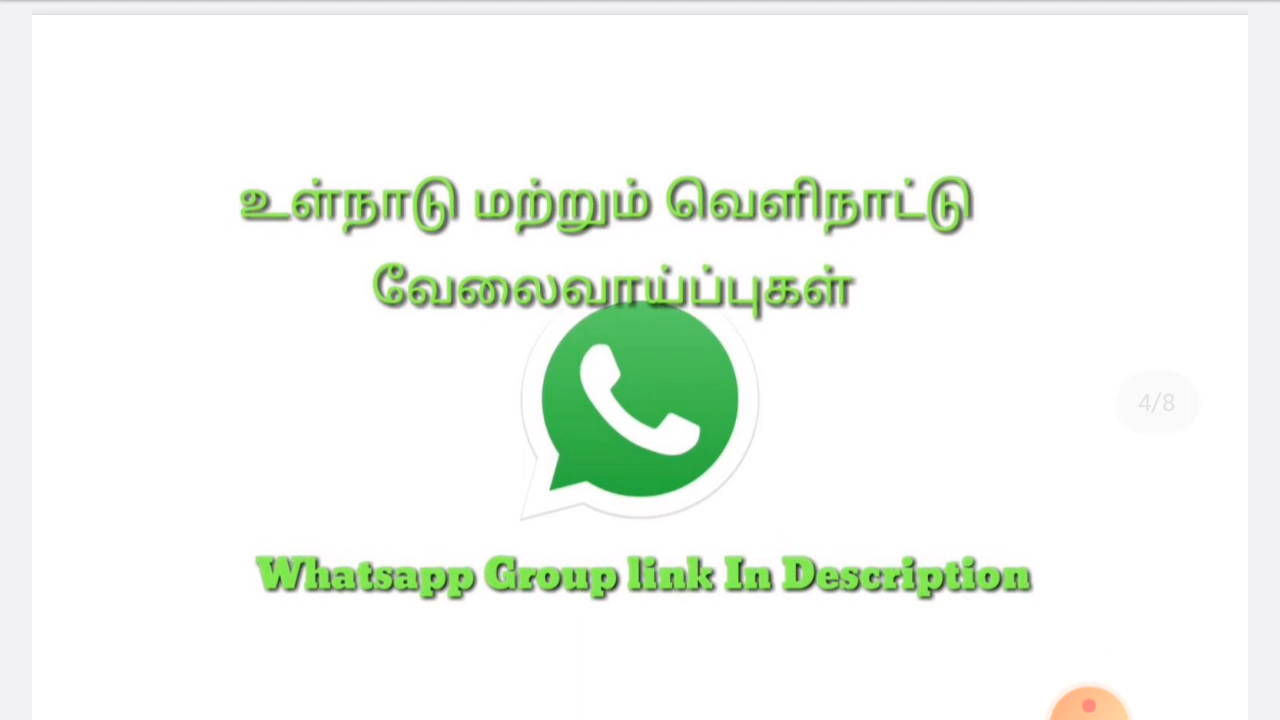 உள்நாடு மற்றும் வெளிநாட்டு
வேலைவாய்ப்புகள்
4/8
Whatsapp Group link In Description